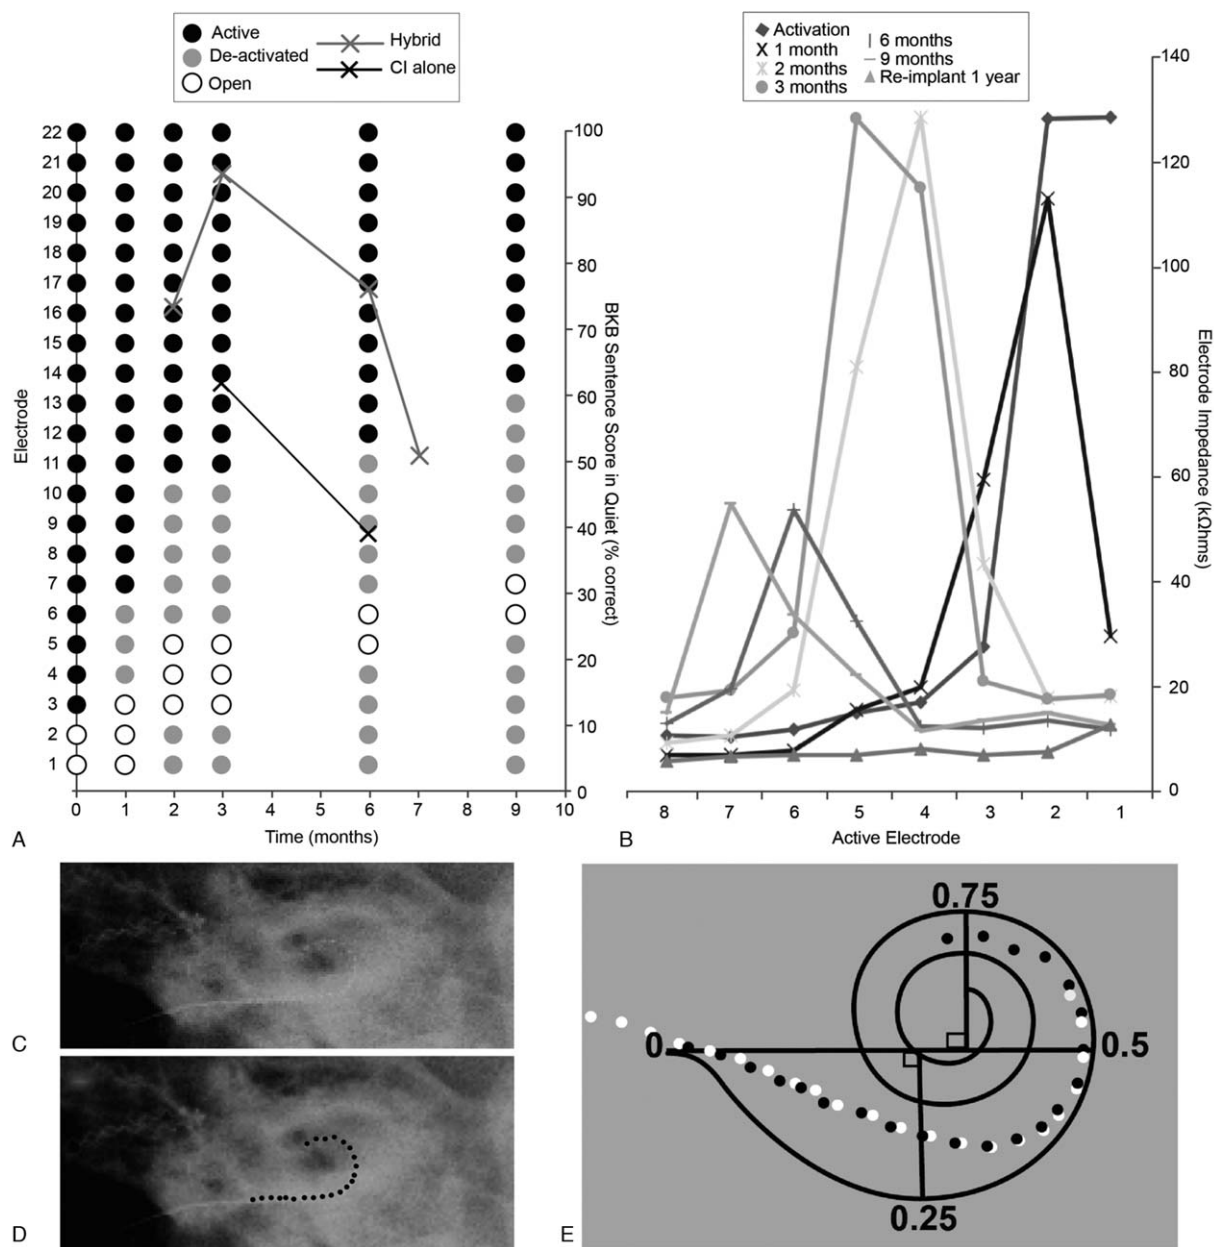 Active
De-activated
Open
Hybrid
CI alone
22
21
20
19
18
17
16
15
14
13
12
11
10
9
8
7
6
5
4
3
2
1
Electrode
100
90
80
70
60
50
40
30
20
10
0
BKB Sentence Score in Quiet (% correct)
0 1 2 3 4 5 6 7 8 9 10
Time (months)
A
Activation
1 month
2 months
3 months
6 months
9 months
Re-implant 1 year
140
120
100
80
60
40
20
0
Electrode Impedance (kΩhms)
8 7 6 5 4 3 2 1
Active Electrode
B
C
D
0.75
0
0.5
0.25
E